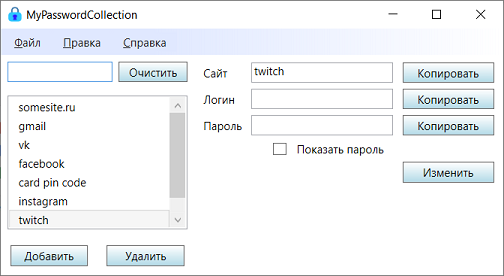 MyPasswordCollection
Файл Правка Справка
Очистить
Сайт twitch Копировать
Логин Копировать
Пароль Копировать
Показать пароль
Изменить
somesite.ru
gmail
vk
facebook
card pin code
instagram
twitch
Добавить Удалить